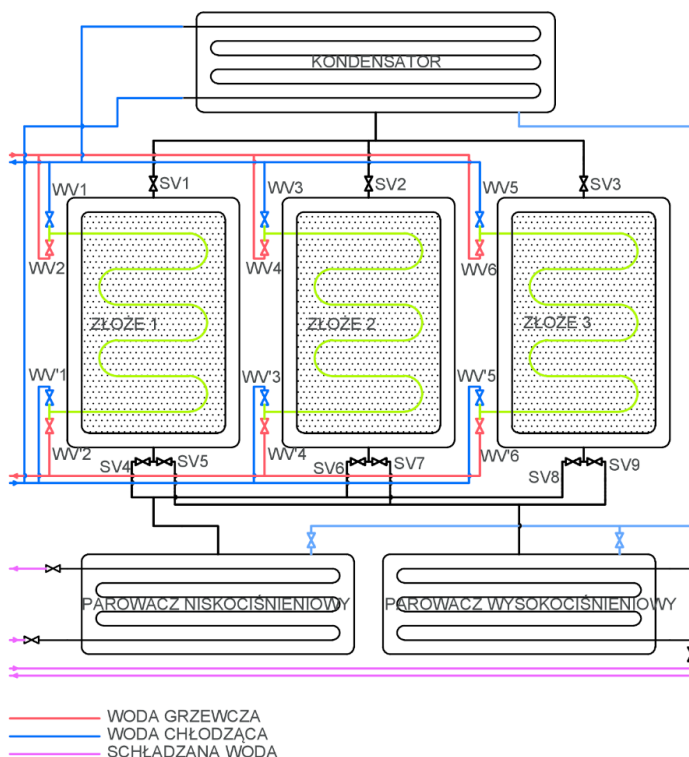 KONDENSATOR
SV1 SV2 SV3
WV1 WV3 WV5
WV2 WV4 WV6
ZŁOŻE 1 ZŁOŻE 2 ZŁOŻE 3
WV'1 WV'3 WV'5
WV'2 WV'4 WV'6
SV4 SV5 SV6 SV7 SV8 SV9
PAROWACZ NISKOCIŚNIENIOWY PAROWACZ WYSOKOCIŚNIENIOWY
WODA GRZEWCZA
WODA CHŁODZĄCA
SCHŁADZANA WODA